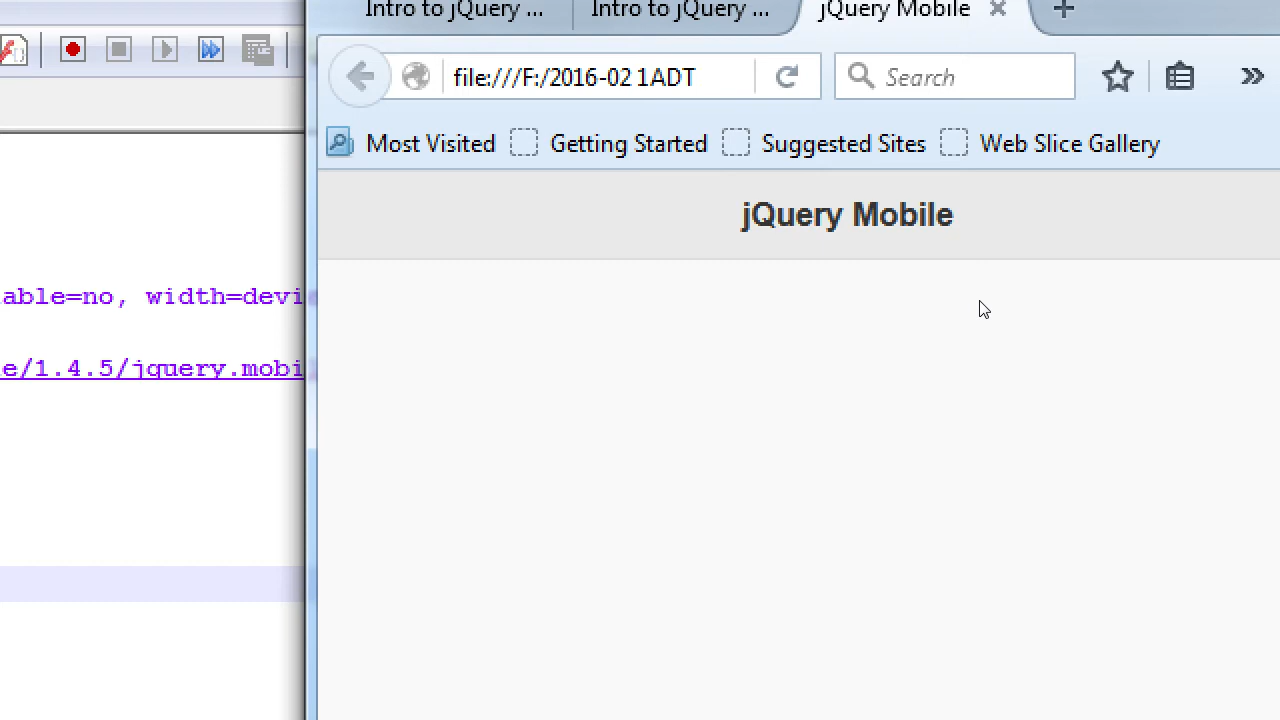 Intro to jQuery ...
Intro to jQuery ...
jQuery Mobile
file:///F:/2016-02 1ADT
Search
Most Visited
Getting Started
Suggested Sites
Web Slice Gallery
jQuery Mobile
able=no, width=devi
e/1.4.5/jquery.mobi